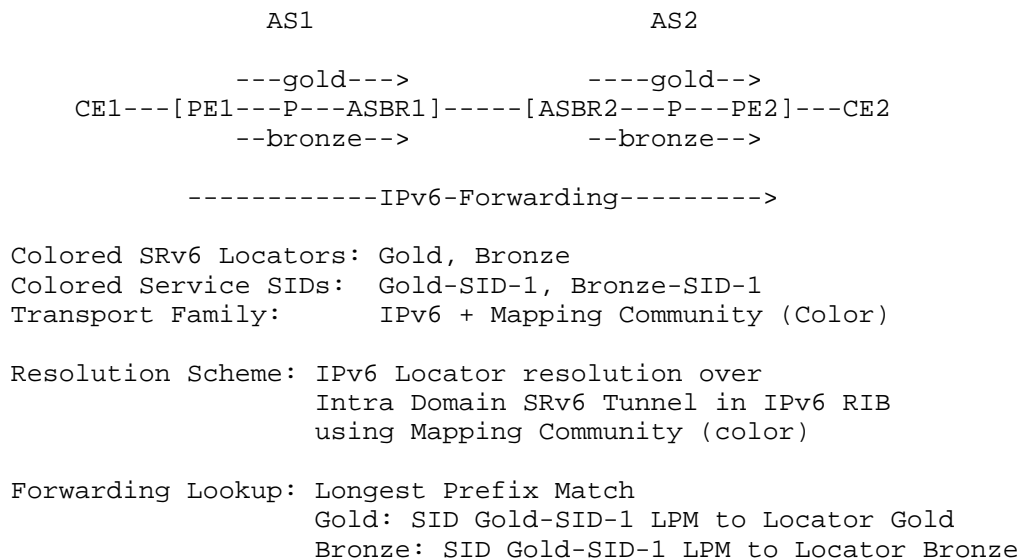 AS1                         AS2
---gold--->            ----gold-->
CE1---[PE1---P---ASBR1]-----[ASBR2---P---PE2]---CE2
--bronze-->            --bronze-->
------------IPv6-Forwarding--------->
Colored SRv6 Locators: Gold, Bronze
Colored Service SIDs:  Gold-SID-1, Bronze-SID-1
Transport Family:      IPv6 + Mapping Community (Color)
Resolution Scheme: IPv6 Locator resolution over
Intra Domain SRv6 Tunnel in IPv6 RIB
using Mapping Community (color)
Forwarding Lookup: Longest Prefix Match
Gold: SID Gold-SID-1 LPM to Locator Gold
Bronze: SID Gold-SID-1 LPM to Locator Bronze